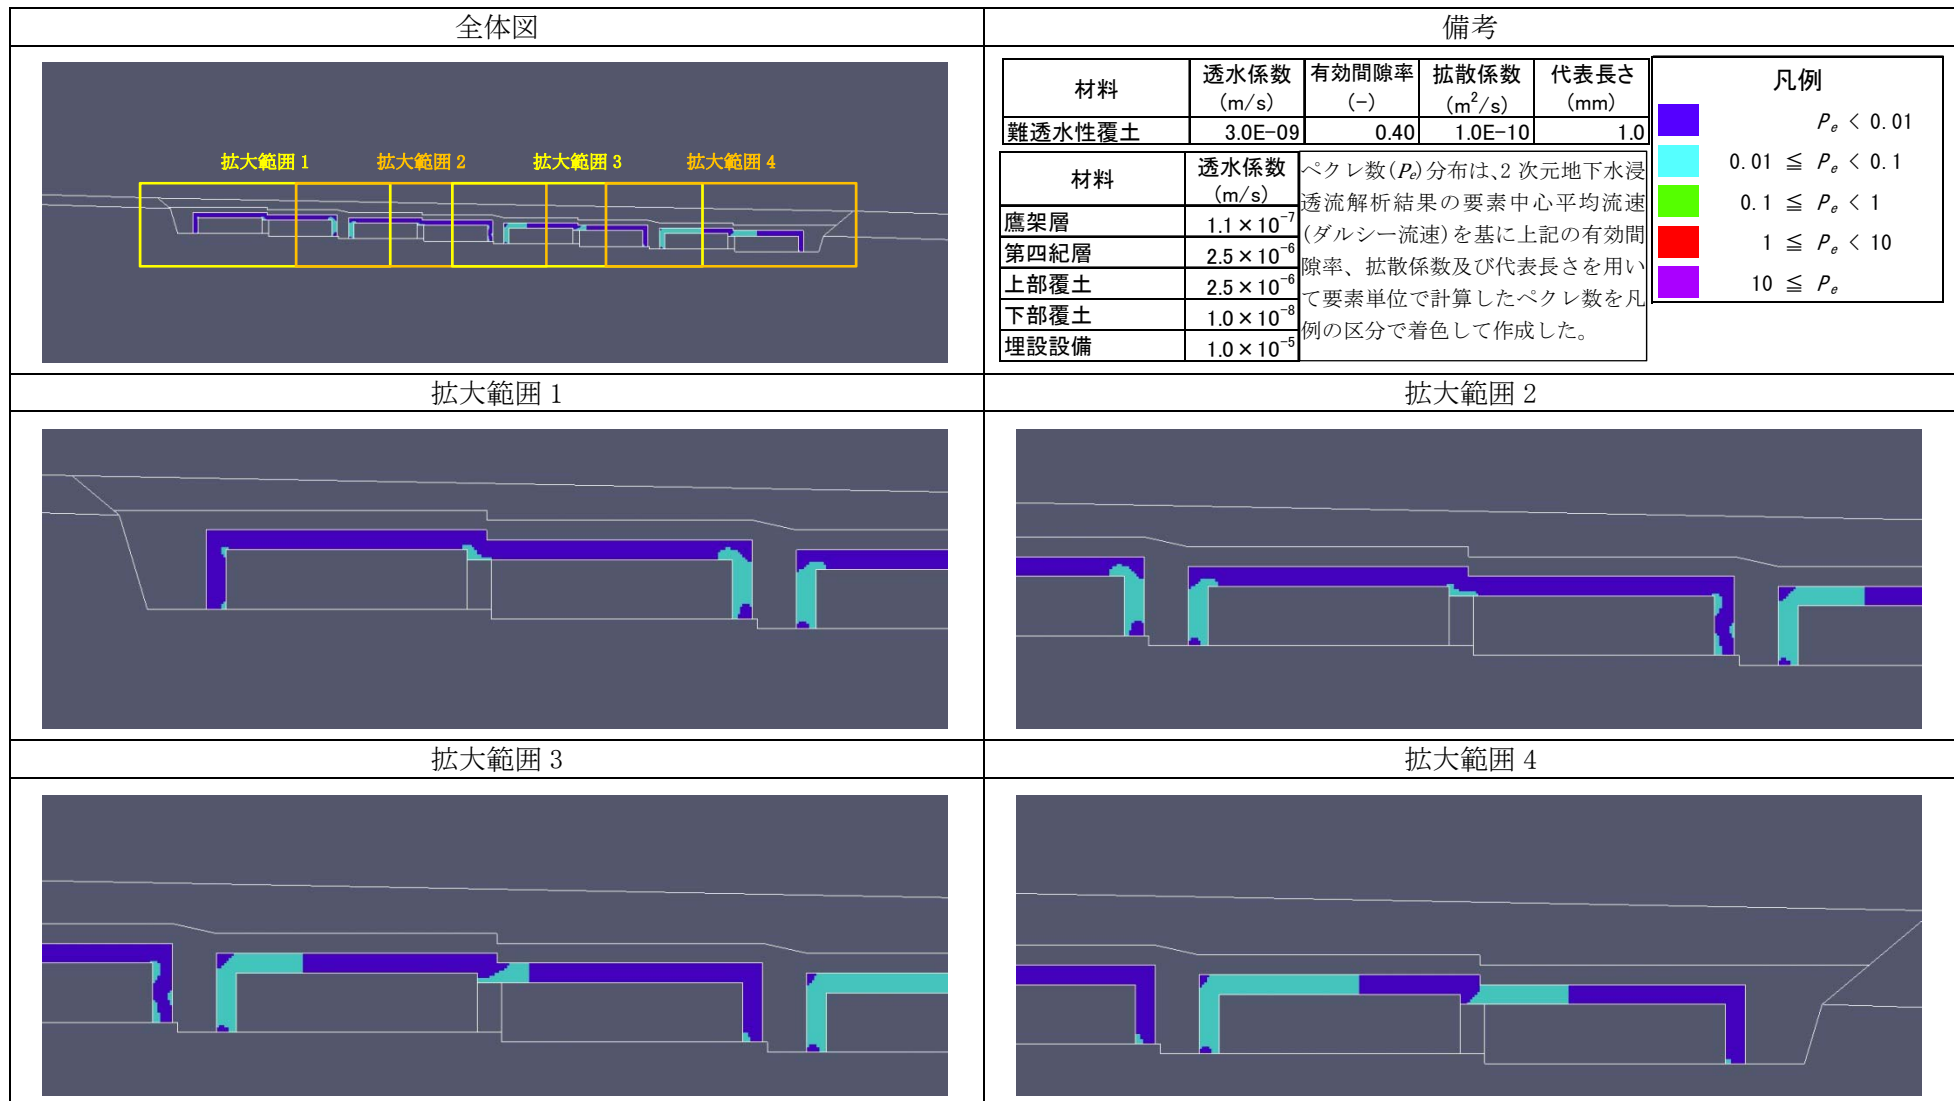 全体図
備考
拡大範囲 1
拡大範囲 2
拡大範囲 3
拡大範囲 4
材料 透水係数 (m/s) 有効間隙率 (-) 拡散係数 (m²/s) 代表長さ (mm)
難透水性覆土 3.0E-09 0.40 1.0E-10 1.0
材料 透水係数 (m/s)
鷹架層 1.1×10⁻⁷
第四紀層 2.5×10⁻⁶
上部覆土 2.5×10⁻⁶
下部覆土 1.0×10⁻⁸
埋設設備 1.0×10⁻⁵
ペクレ数(Pe)分布は、2 次元地下水浸
透流解析結果の要素中心平均流速
(ダルシー流速)を基に上記の有効間
隙率、拡散係数及び代表長さを用い
て要素単位で計算したペクレ数を凡
例の区分で着色して作成した。
凡例
Pe < 0.01
0.01 ≦ Pe < 0.1
0.1 ≦ Pe < 1
1 ≦ Pe < 10
10 ≦ Pe
拡大範囲 1
拡大範囲 2
拡大範囲 3
拡大範囲 4